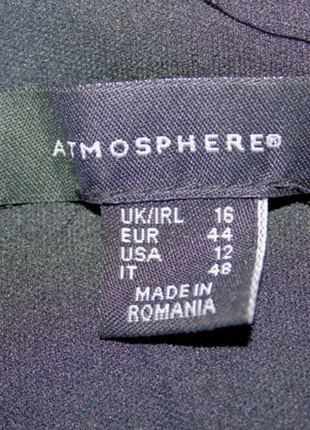 ATMOSPHERE®
UK/IRL 16
EUR 44
USA 12
IT 48
MADE IN
ROMANIA